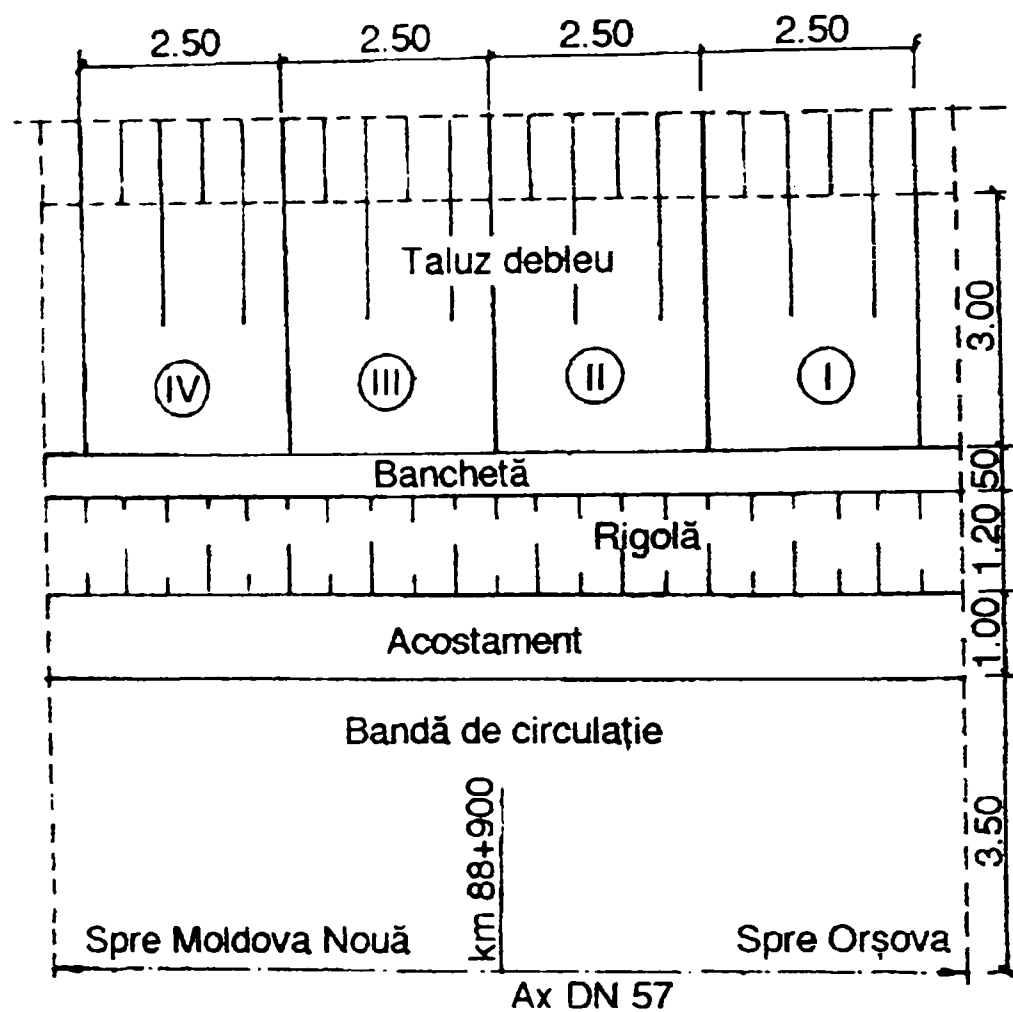 2.50 2.50 2.50 2.50
Taluz debleu
3.00
IV III II I
Banchetă
50
Rigolă
1.20
Acostament
1.00
Bandă de circulație
km 88+900
3.50
Spre Moldova Nouă Spre Orșova
Ax DN 57